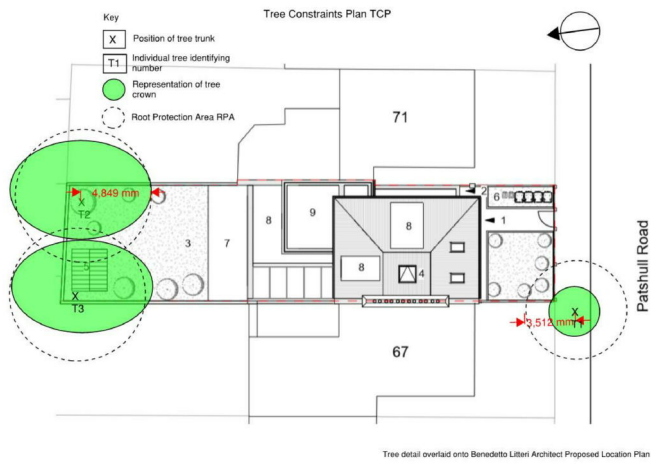 Tree Constraints Plan TCP
Key
X Position of tree trunk
T1 Individual tree identifying
number
Representation of tree
crown
Root Protection Area RPA
71
4,849 mm
X
T2
2
6
1
9
8
8
3
7
5
8
4
X
T3
X
3,512 mm
T1
67
Patshull Road
Tree detail overlaid onto Benedetto Litteri Architect Proposed Location Plan